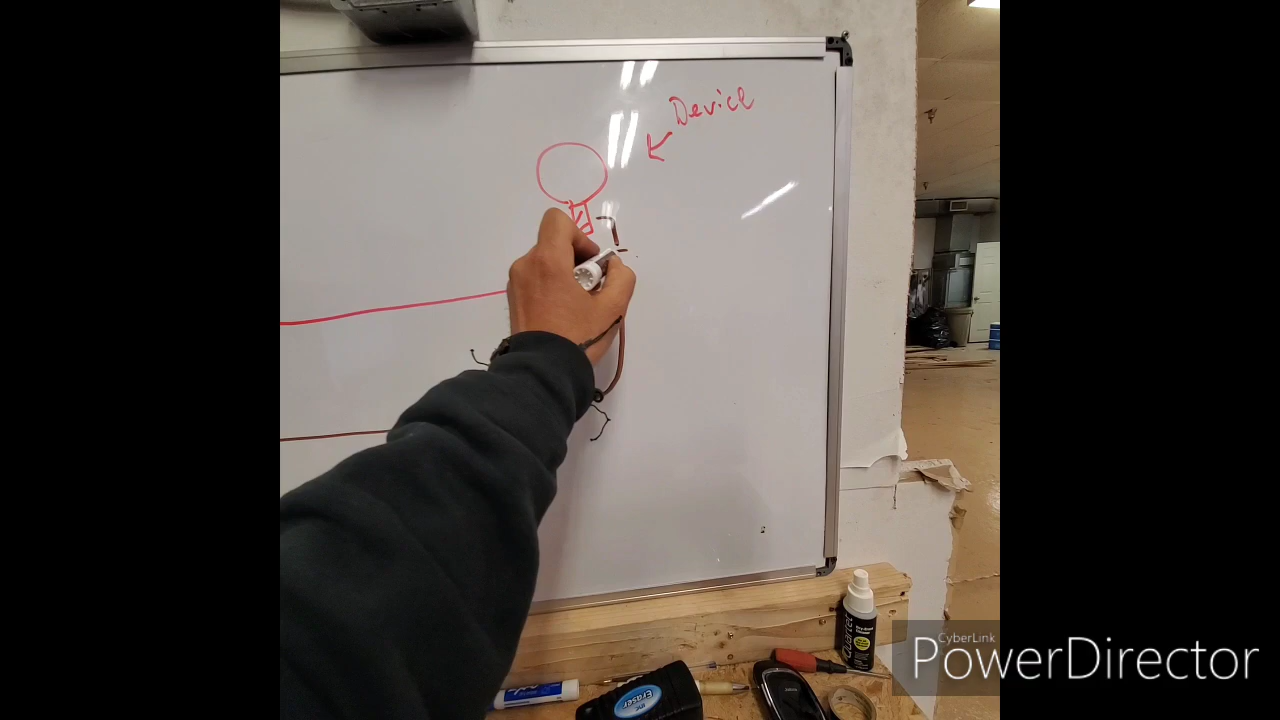 Device
Quartet
Eraser
CyberLink
PowerDirector